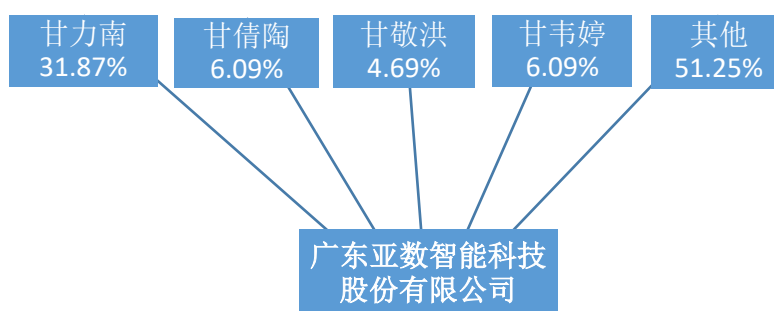 甘力南
31.87%
甘倩陶
6.09%
甘敬洪
4.69%
甘韦婷
6.09%
其他
51.25%
广东亚数智能科技
股份有限公司